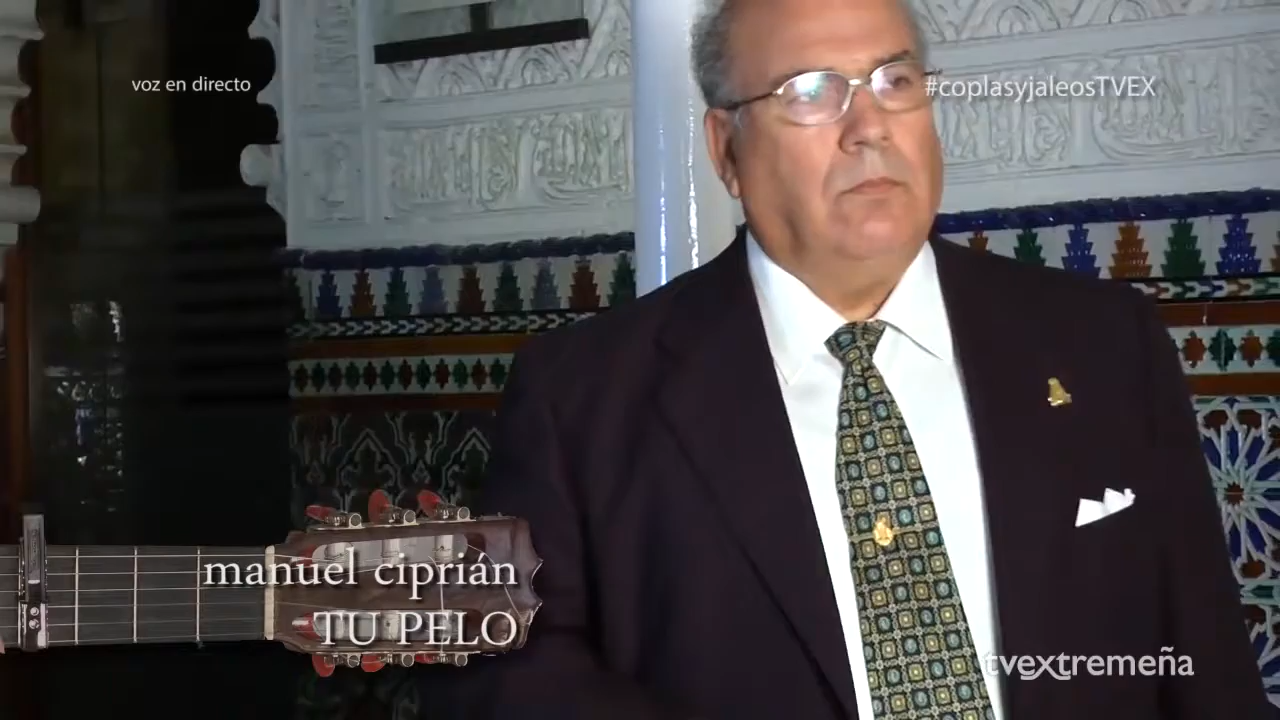 voz en directo
#coplasyjaleosTVEX
manuel ciprián
TU PELO
tvextremeña